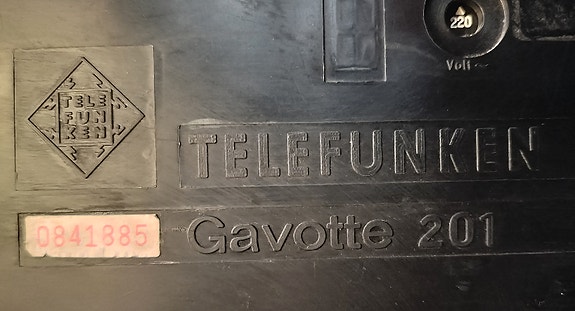 220
Volt ~
TELE
FUN
KEN
TELEFUNKEN
0841885
Gavotte 201